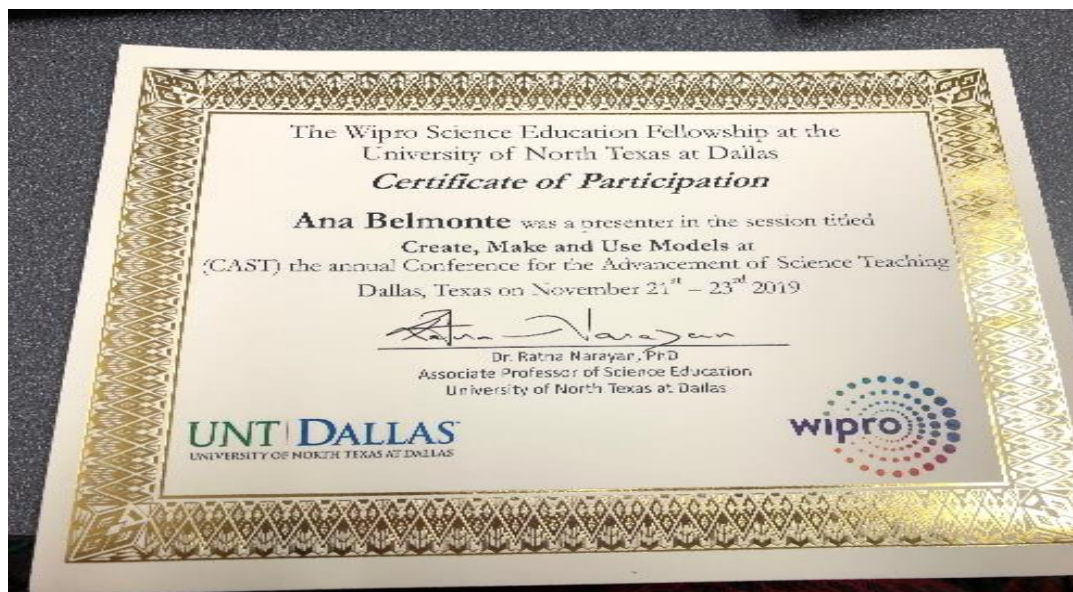 The Wipro Science Education Fellowship at the
University of North Texas at Dallas
Certificate of Participation
Ana Belmonte was a presenter in the session titled
Create, Make and Use Models at
(CAST) the annual Conference for the Advancement of Science Teaching
Dallas, Texas on November 21st – 23rd 2019
Ratna Narayan
Dr. Ratna Narayan, PhD
Associate Professor of Science Education
University of North Texas at Dallas
UNT DALLAS
UNIVERSITY OF NORTH TEXAS AT DALLAS
wipro